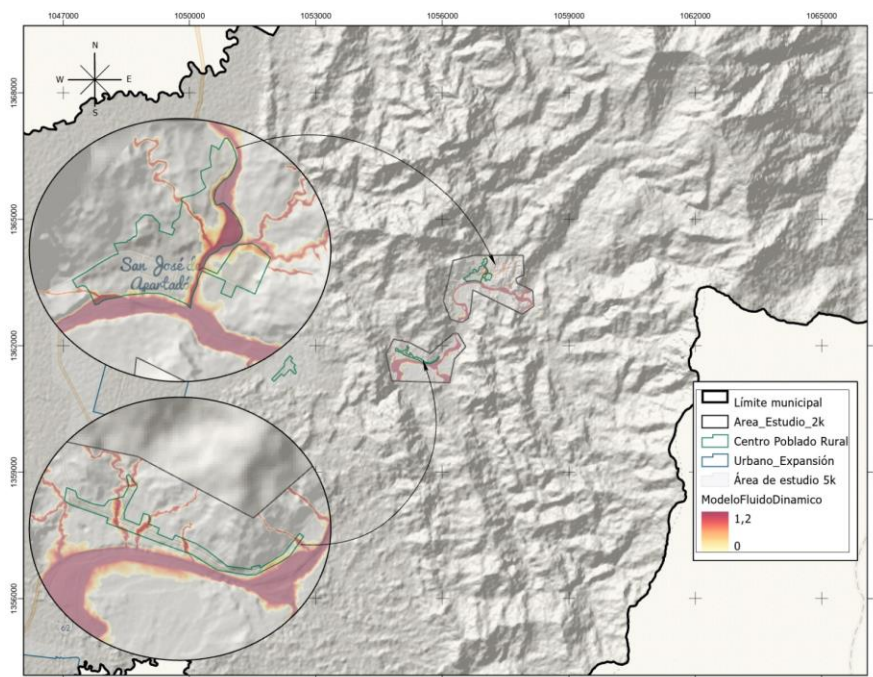 1047000 1050000 1053000 1056000 1059000 1062000 1065000
N
W E
S
1368000
1365000
San José de
Apartadó
1362000
Límite municipal
Area_Estudio_2k
Centro Poblado Rural
Urbano_Expansión
Área de estudio 5k
ModeloFluidoDinamico
1,2
0
1359000
1356000